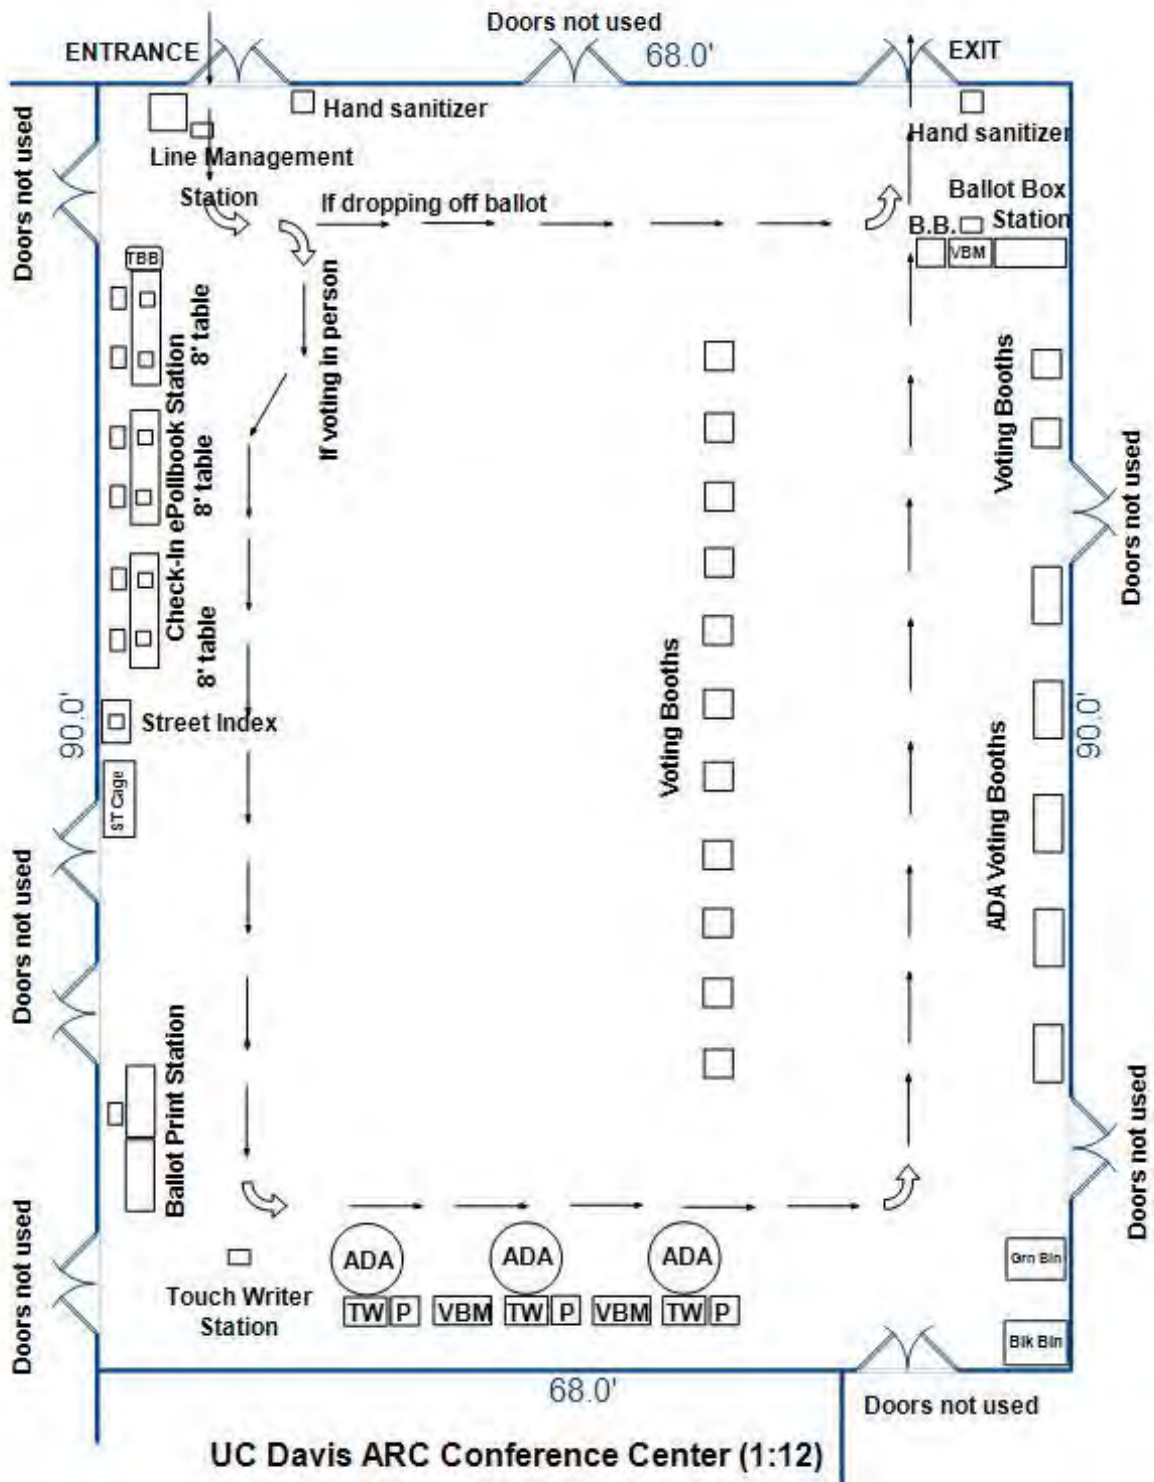 Doors not used
ENTRANCE
68.0'
EXIT
Hand sanitizer
Hand sanitizer
Doors not used
Line Management
Station
If dropping off ballot
Ballot Box
Station
B.B.
VBM
TBB
8' table
8' table
8' table
Check-In ePollbook Station
If voting in person
Voting Booths
Doors not used
Street Index
90.0'
ST Cage
Voting Booths
90.0'
ADA Voting Booths
Doors not used
Ballot Print Station
Doors not used
Doors not used
ADA
ADA
ADA
Grn Bin
Touch Writer
Station
TW P VBM TW P VBM TW P
Blk Bin
68.0'
Doors not used
UC Davis ARC Conference Center (1:12)